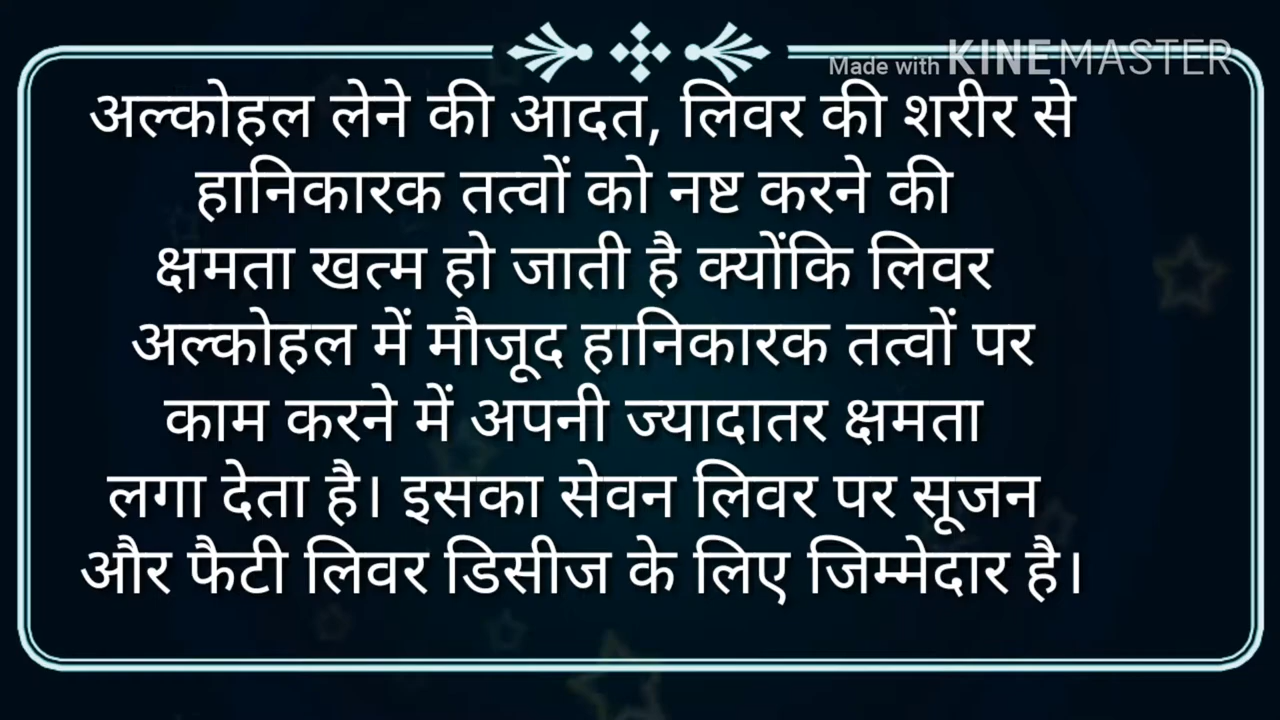 Made with KINEMASTER
अल्कोहल लेने की आदत, लिवर की शरीर से
हानिकारक तत्वों को नष्ट करने की
क्षमता खत्म हो जाती है क्योंकि लिवर
अल्कोहल में मौजूद हानिकारक तत्वों पर
काम करने में अपनी ज्यादातर क्षमता
लगा देता है। इसका सेवन लिवर पर सूजन
और फैटी लिवर डिसीज के लिए जिम्मेदार है।